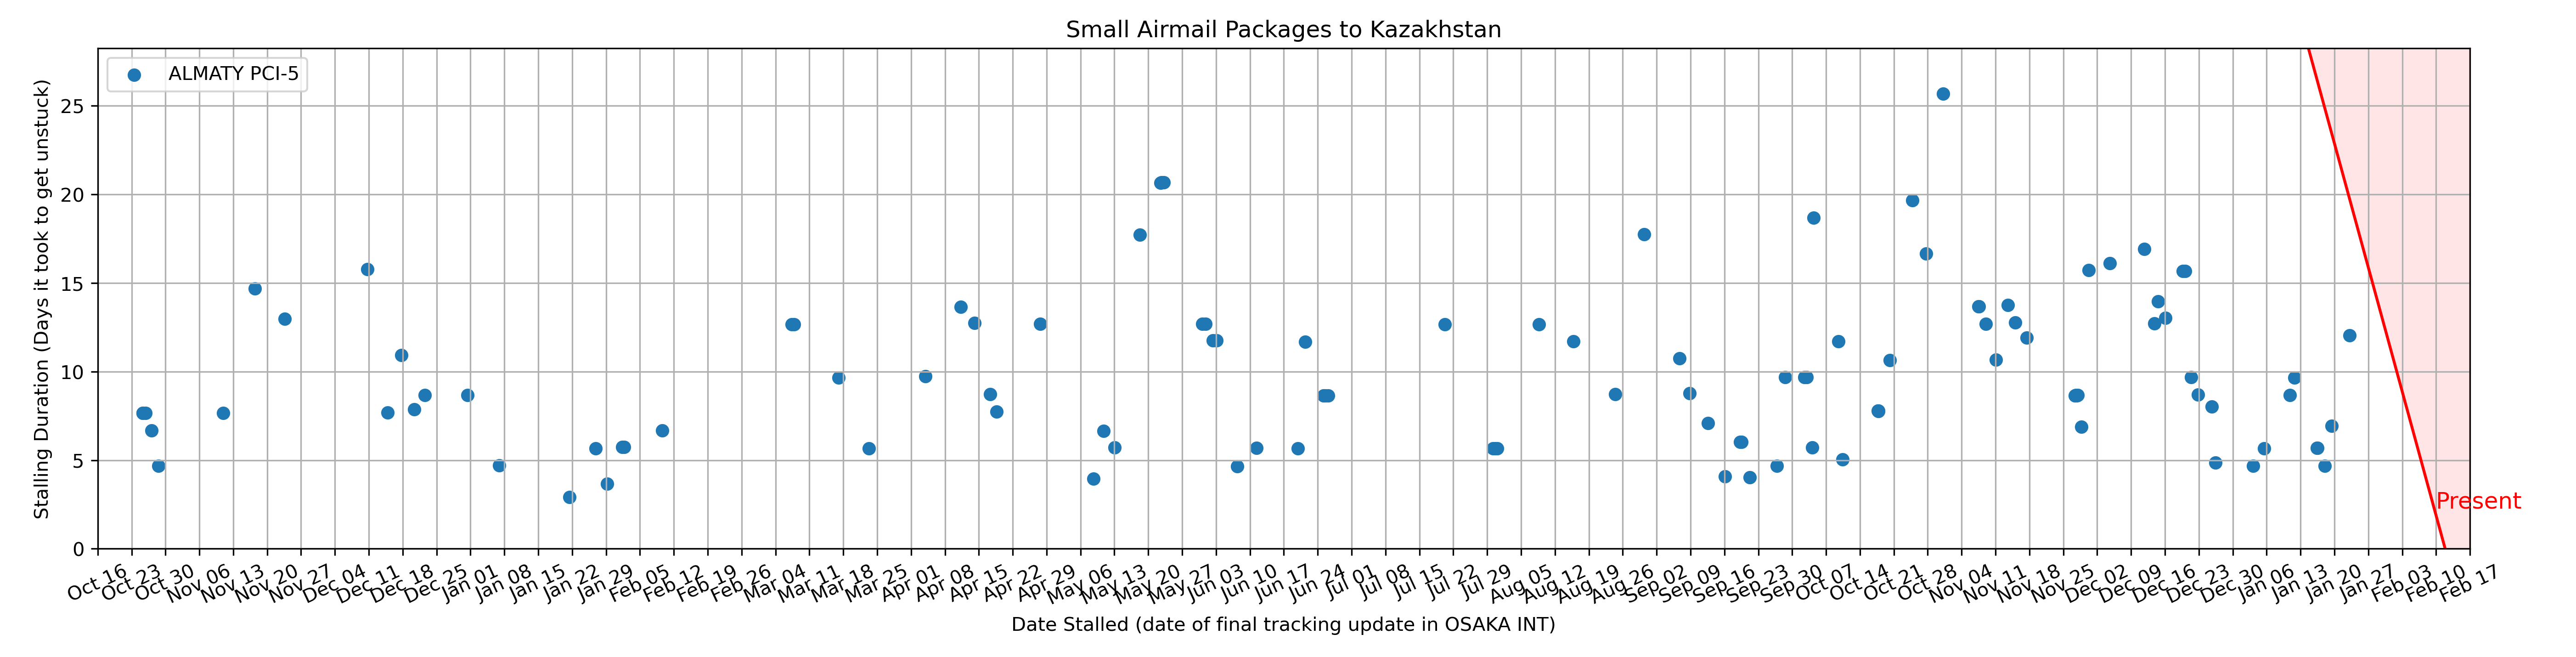 Small Airmail Packages to Kazakhstan
ALMATY PCI-5
Stalling Duration (Days it took to get unstuck)
25
20
15
10
5
0
Present
Oct 16 Oct 23 Oct 30 Nov 06 Nov 13 Nov 20 Nov 27 Dec 04 Dec 11 Dec 18 Dec 25 Jan 01 Jan 08 Jan 15 Jan 22 Jan 29 Feb 05 Feb 12 Feb 19 Feb 26 Mar 04 Mar 11 Mar 18 Mar 25 Apr 01 Apr 08 Apr 15 Apr 22 Apr 29 May 06 May 13 May 20 May 27 Jun 03 Jun 10 Jun 17 Jun 24 Jul 01 Jul 08 Jul 15 Jul 22 Jul 29 Aug 05 Aug 12 Aug 19 Aug 26 Sep 02 Sep 09 Sep 16 Sep 23 Sep 30 Oct 07 Oct 14 Oct 21 Oct 28 Nov 04 Nov 11 Nov 18 Nov 25 Dec 02 Dec 09 Dec 16 Dec 23 Dec 30 Jan 06 Jan 13 Jan 20 Jan 27 Feb 03 Feb 10 Feb 17
Date Stalled (date of final tracking update in OSAKA INT)